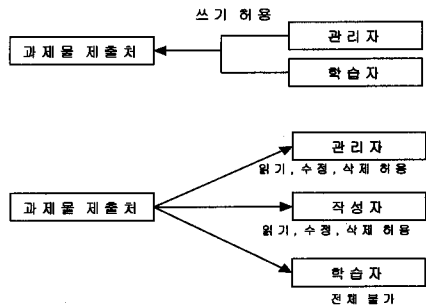 쓰기 허용
관리자
과제물 제출처
학습자
관리자
읽기, 수정, 삭제 허용
과제물 제출처
작성자
읽기, 수정, 삭제 허용
학습자
전체 불가